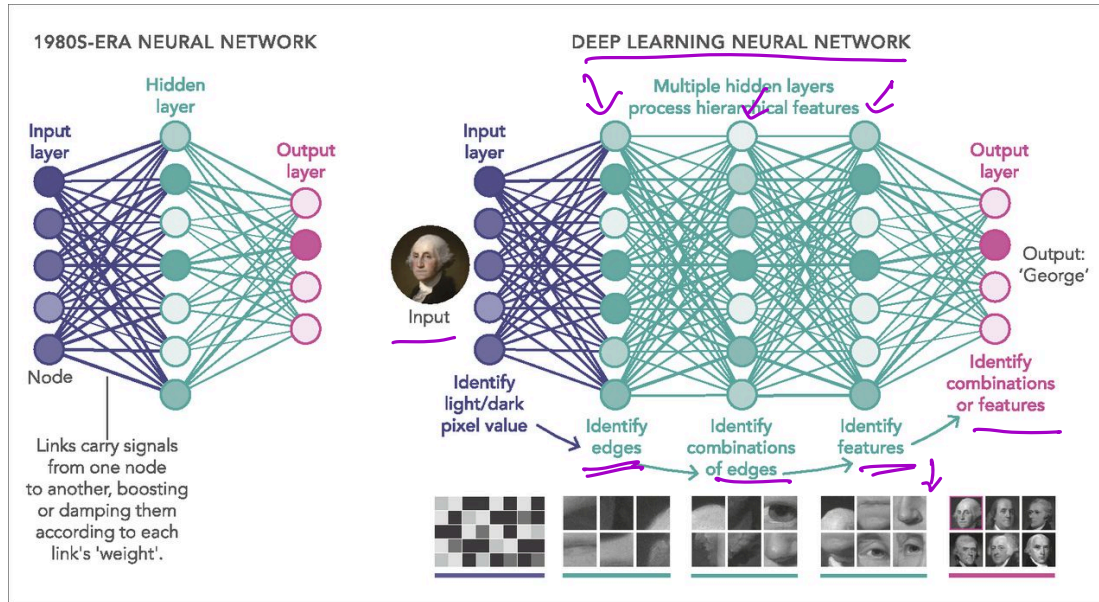 1980S-ERA NEURAL NETWORK
Hidden
layer
Input
layer
Output
layer
Node
Links carry signals
from one node
to another, boosting
or damping them
according to each
link's 'weight'.
DEEP LEARNING NEURAL NETWORK
Multiple hidden layers
process hierarchical features
Input
layer
Output
layer
Input
Output:
'George'
Identify
light/dark
pixel value
Identify
edges
Identify
combinations
of edges
Identify
features
Identify
combinations
or features